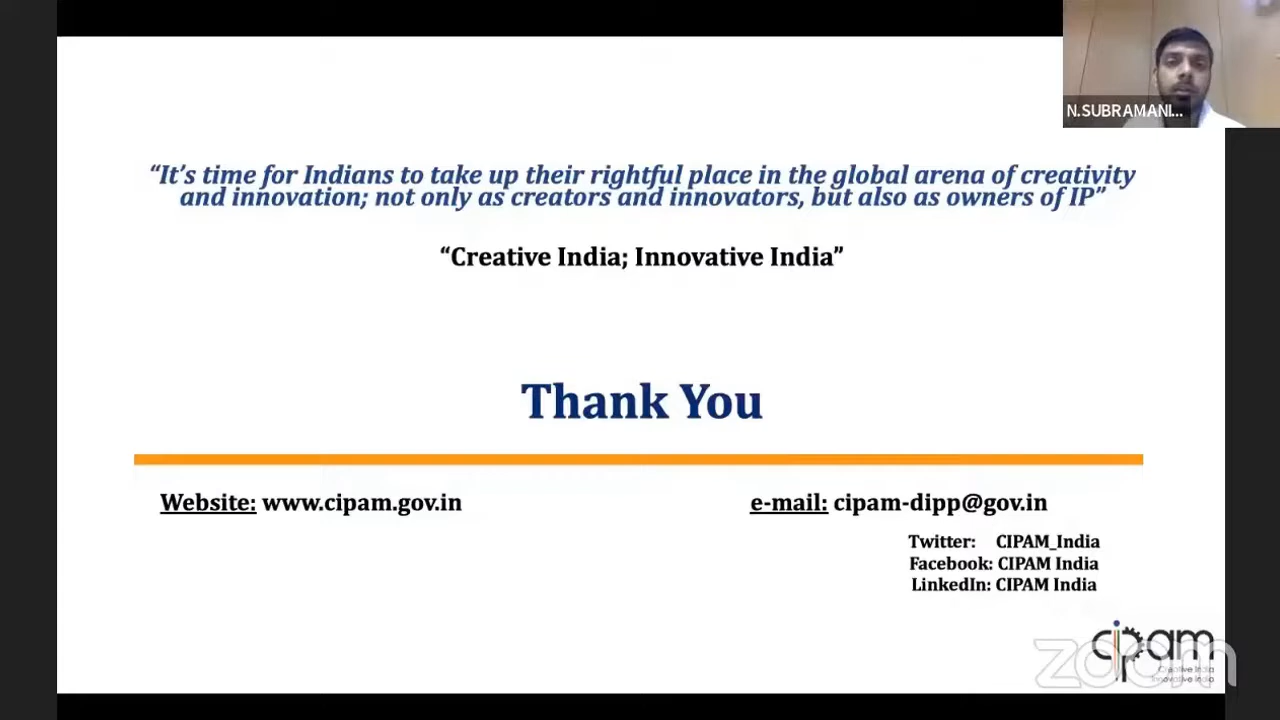 N.SUBRAMANI...
“It’s time for Indians to take up their rightful place in the global arena of creativity
and innovation; not only as creators and innovators, but also as owners of IP”
“Creative India; Innovative India”
Thank You
Website: www.cipam.gov.in
e-mail: cipam-dipp@gov.in
Twitter: CIPAM_India
Facebook: CIPAM India
LinkedIn: CIPAM India
cipam
Creative India
Innovative India
zoom